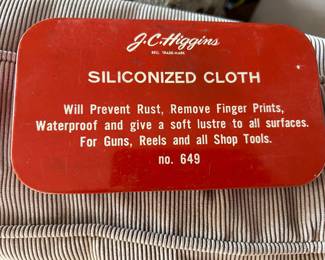 J.C.Higgins
REG. TRADE-MARK
SILICONIZED CLOTH
Will Prevent Rust, Remove Finger Prints,
Waterproof and give a soft lustre to all surfaces.
For Guns, Reels and all Shop Tools.
no. 649